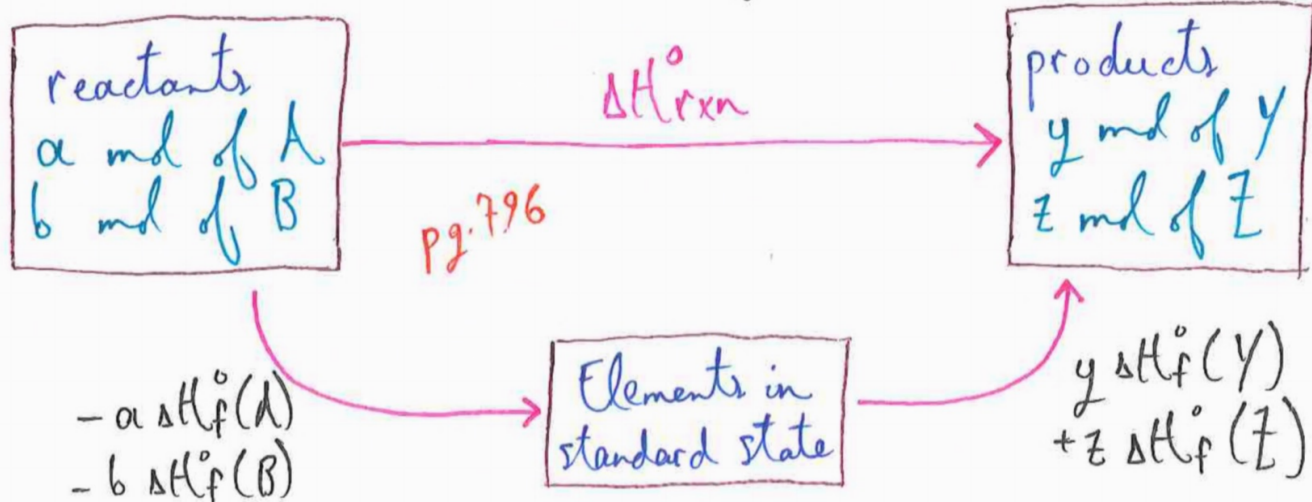 reactants
a mol of A
b mol of B
ΔH°rxn
products
y mol of Y
z mol of Z
pg.796
Elements in
standard state
- a ΔH°f(A)
- b ΔH°f(B)
y ΔH°f(Y)
+z ΔH°f(Z)